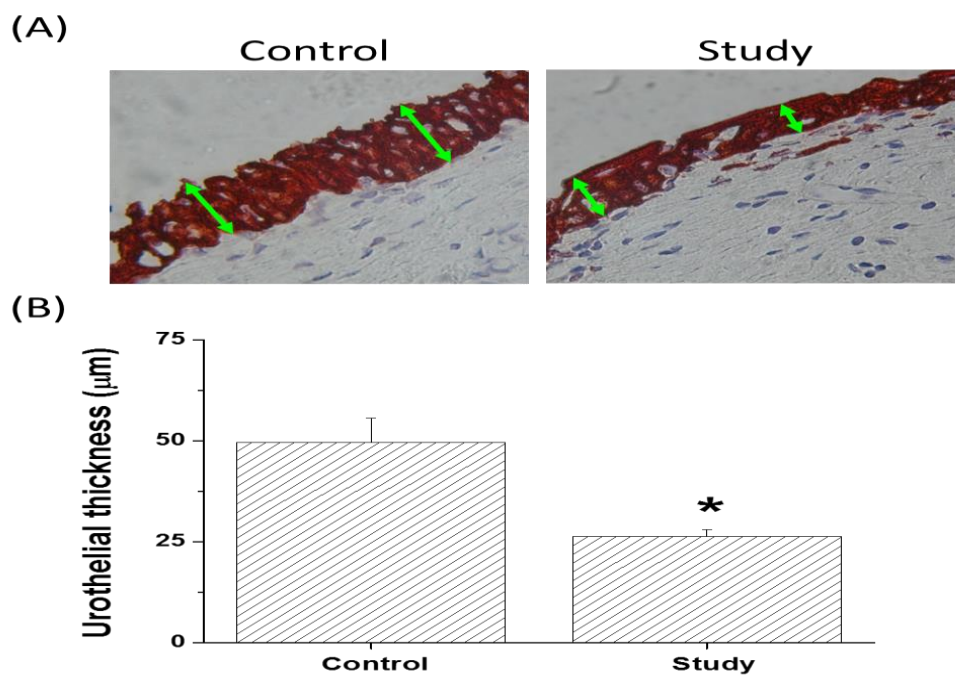 (A)
Control Study
(B)
Urothelial thickness (μm)
75
50
25
0
*
Control Study